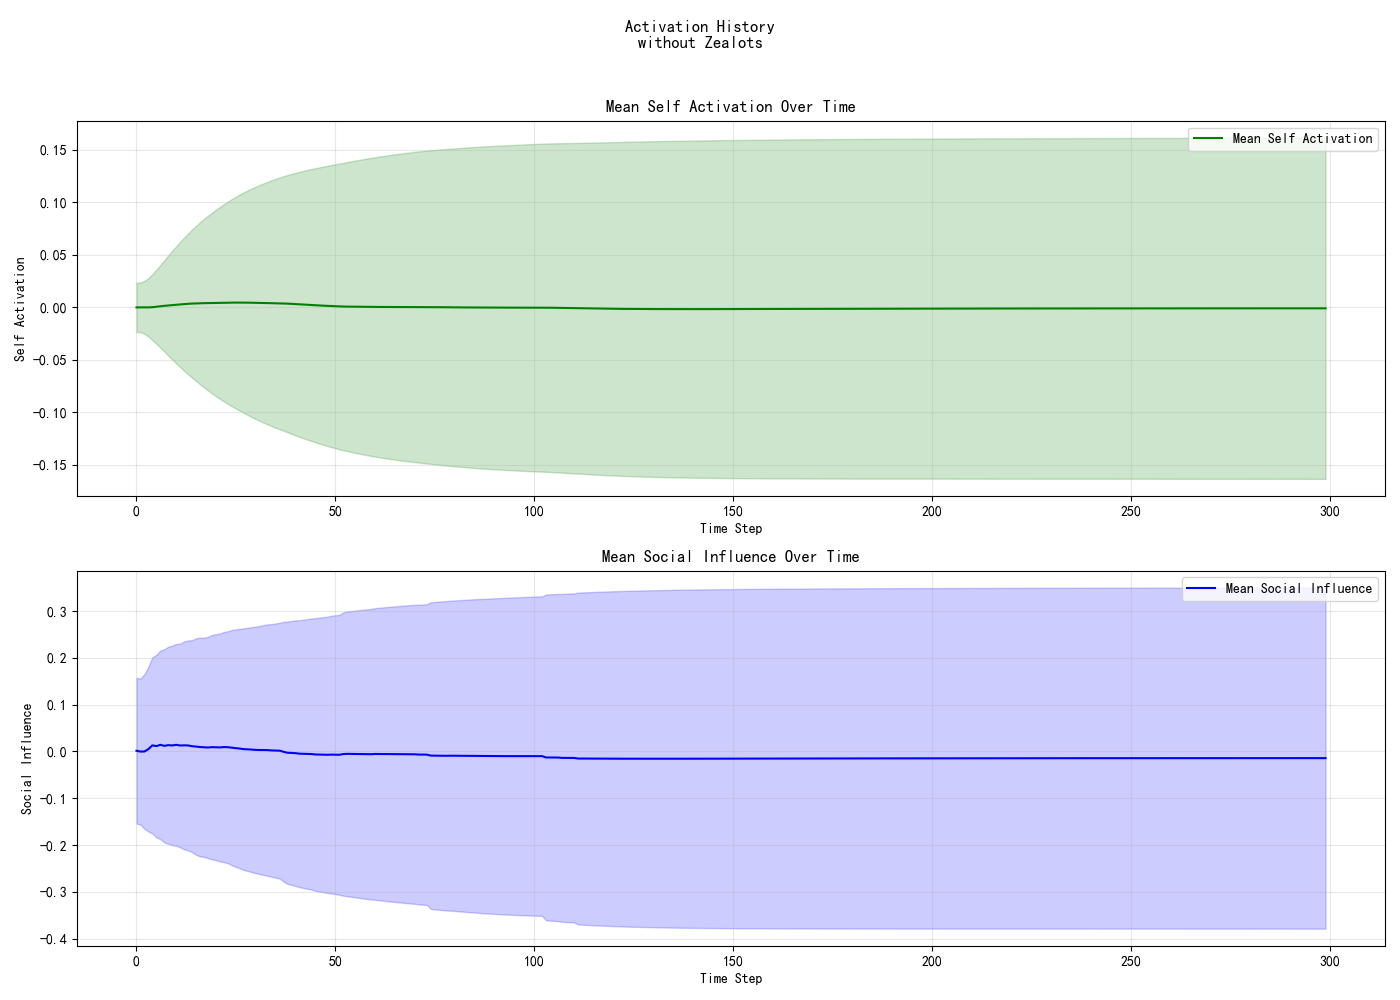 Activation History
without Zealots
Mean Self Activation Over Time
Mean Self Activation
0.15
0.10
0.05
0.00
−0.05
−0.10
−0.15
Self Activation
0
50
100
150
200
250
300
Time Step
Mean Social Influence Over Time
Mean Social Influence
0.3
0.2
0.1
0.0
−0.1
−0.2
−0.3
−0.4
Social Influence
0
50
100
150
200
250
300
Time Step